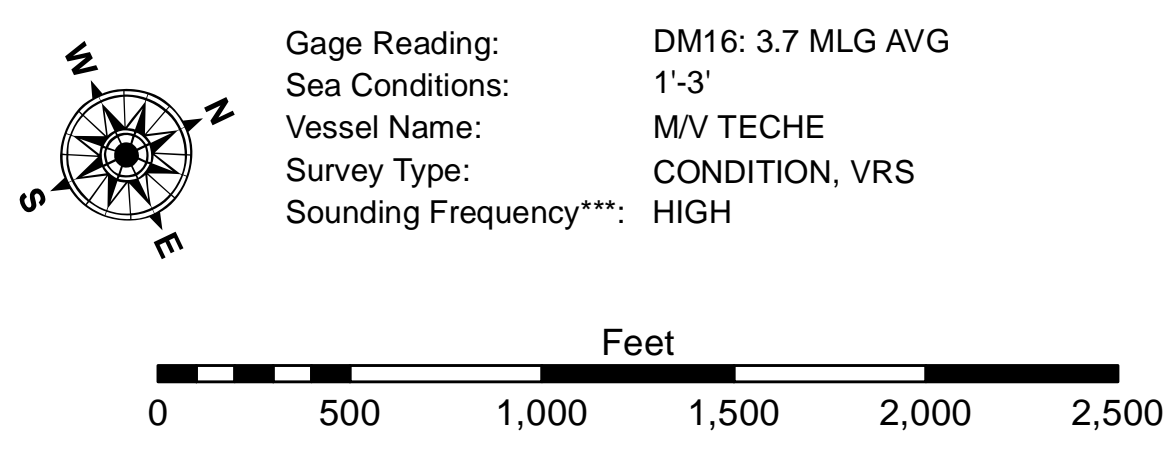 W
N
S
E
Gage Reading: DM16: 3.7 MLG AVG
Sea Conditions: 1'-3'
Vessel Name: M/V TECHE
Survey Type: CONDITION, VRS
Sounding Frequency***: HIGH
Feet
0 500 1,000 1,500 2,000 2,500